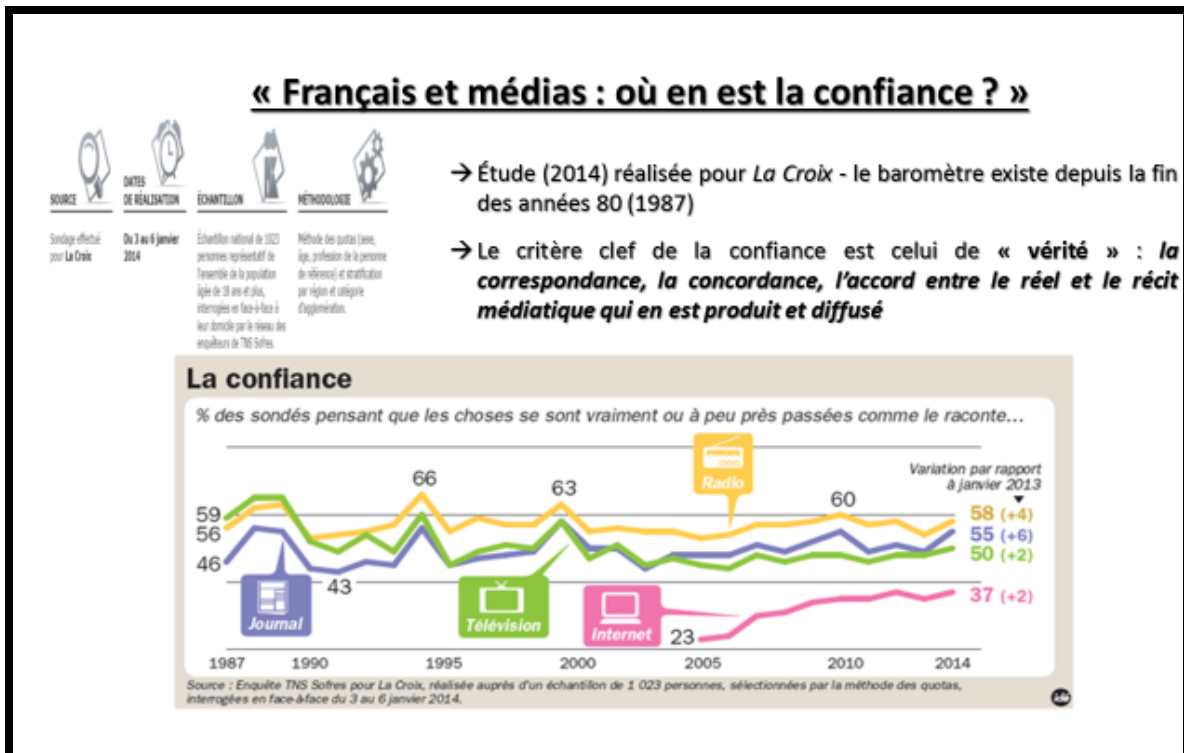 « Français et médias : où en est la confiance ? »
SOURCE
Sondage effectué
pour La Croix
DATES
DE RÉALISATION
Du 3 au 6 janvier
2014
ÉCHANTILLON
Échantillon national de 1023
personnes représentatif de
l'ensemble de la population
âgée de 18 ans et plus,
interrogées en face-à-face à
leur domicile par le réseau des
enquêteurs de TNS Sofres
MÉTHODOLOGIE
Méthode des quotas (sexe,
âge, profession de la personne
de référence) et stratification
par région et catégorie
d'agglomération.
→ Étude (2014) réalisée pour La Croix - le baromètre existe depuis la fin
des années 80 (1987)
→ Le critère clef de la confiance est celui de « vérité » : la
correspondance, la concordance, l'accord entre le réel et le récit
médiatique qui en est produit et diffusé
La confiance
% des sondés pensant que les choses se sont vraiment ou à peu près passées comme le raconte...
Radio
Variation par rapport
à janvier 2013
66
63
60
59
56
46
43
58 (+4)
55 (+6)
50 (+2)
37 (+2)
Journal
Télévision
Internet
23
1987 1990 1995 2000 2005 2010 2014
Source : Enquête TNS Sofres pour La Croix, réalisée auprès d'un échantillon de 1 023 personnes, sélectionnées par la méthode des quotas,
interrogées en face-à-face du 3 au 6 janvier 2014.
idé